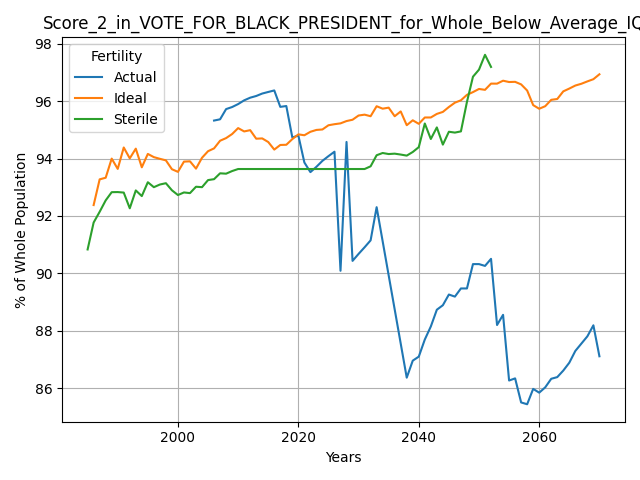 Score_2_in_VOTE_FOR_BLACK_PRESIDENT_for_Whole_Below_Average_IQ
98
96
94
92
90
88
86
% of Whole Population
Fertility
Actual
Ideal
Sterile
2000
2020
2040
2060
Years